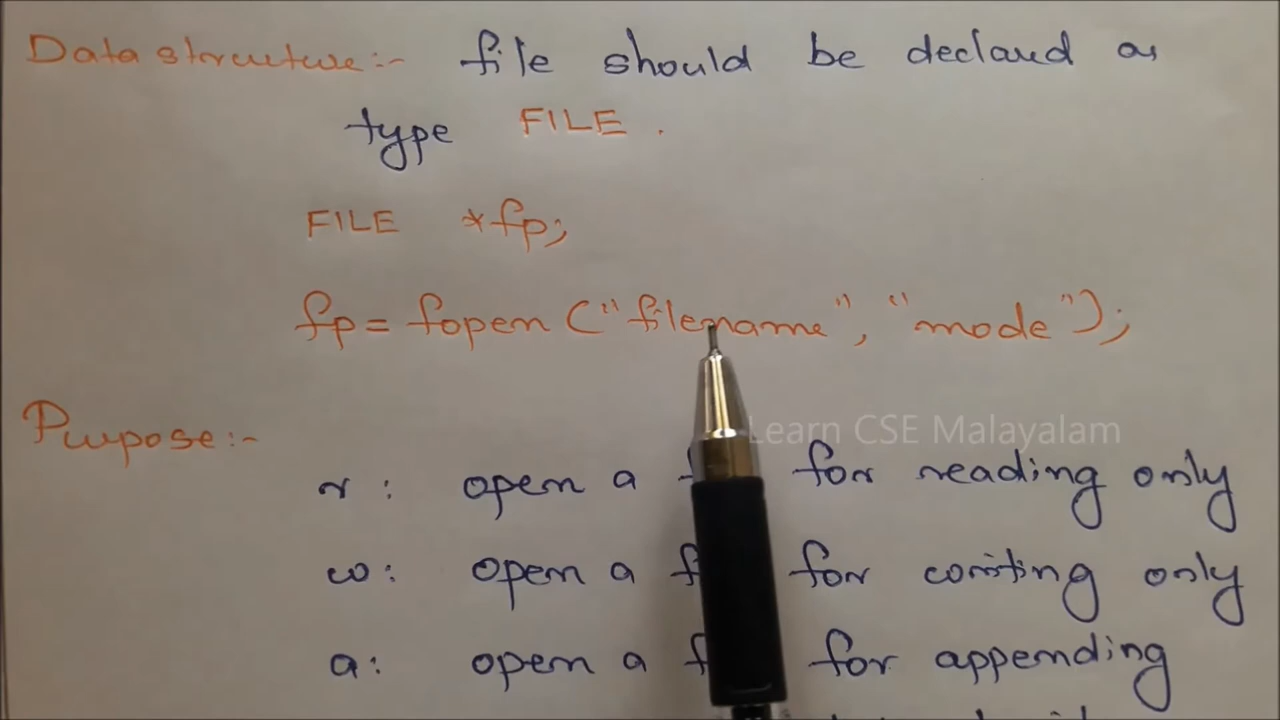 Data structure:- file should be declared as
type FILE.
FILE *fp;
fp = fopen ("filename", "mode");
Purpose:-
Learn CSE Malayalam
r : open a for reading only
w : open a for writing only
a : open a for appending